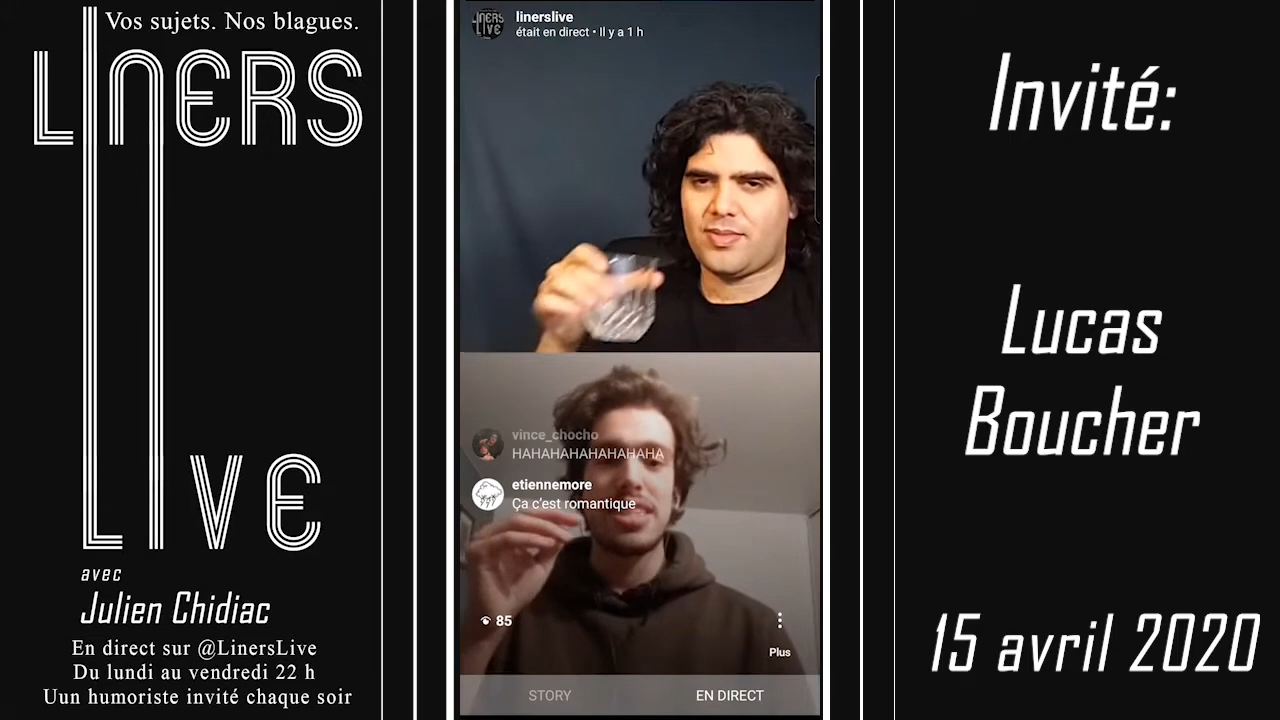 Vos sujets. Nos blagues.
LINERS
LIVE
avec
Julien Chidiac
En direct sur @LinersLive
Du lundi au vendredi 22 h
Uun humoriste invité chaque soir
LINERS
LIVE
linerslive
était en direct • Il y a 1 h
vince_chocho
HAHAHAHAHAHAHAHA
etiennemore
Ça c'est romantique
85
Plus
STORY
EN DIRECT
Invité:
Lucas
Boucher
15 avril 2020